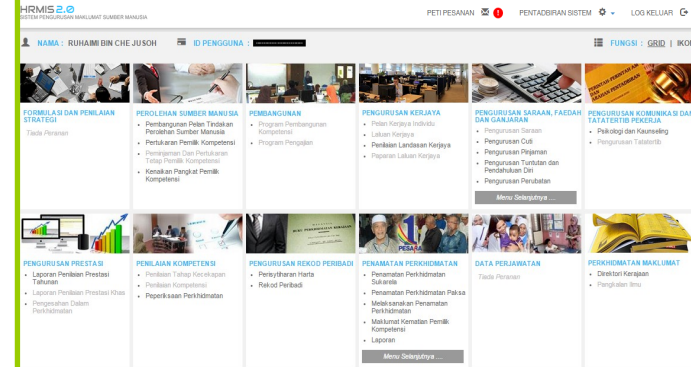 HRMIS 2.0
SISTEM PENGURUSAN MAKLUMAT SUMBER MANUSIA
PETI PESANAN
PENTADBIRAN SISTEM
LOG KELUAR
NAMA : RUHAIMI BIN CHE JUSOH
ID PENGGUNA :
FUNGSI : GRID | IKO
FORMULASI DAN PENILAIAN
STRATEGI
Tiada Peranan
PEROLEHAN SUMBER MANUSIA
Pembangunan Pelan Tindakan
Perolehan Sumber Manusia
Pertukaran Pemilik Kompetensi
Peminjaman Dan Pertukaran
Tetap Pemilik Kompetensi
Kenaikan Pangkat Pemilik
Kompetensi
PEMBANGUNAN
Program Pembangunan
Kompetensi
Program Pengajian
PENGURUSAN KERJAYA
Pelan Kerjaya Individu
Laluan Kerjaya
Penilaian Landasan Kerjaya
Paparan Laluan Kerjaya
PENGURUSAN SARAAN, FAEDAH
DAN GANJARAN
Pengurusan Saraan
Pengurusan Cuti
Pengurusan Pinjaman
Pengurusan Tuntutan dan
Pendahuluan Diri
Pengurusan Perubatan
Menu Selanjutnya ....
PENGURUSAN KOMUNIKASI DAN
TATATERTIB PEKERJA
Psikologi dan Kaunseling
Pengurusan Tatatertib
PENGURUSAN PRESTASI
Laporan Penilaian Prestasi
Tahunan
Laporan Penilaian Prestasi Khas
Pengesahan Dalam
Perkhidmatan
PENILAIAN KOMPETENSI
Penilaian Tahap Kecekapan
Penilaian Kompetensi
Peperiksaan Perkhidmatan
PENGURUSAN REKOD PERIBADI
Perisytiharan Harta
Rekod Peribadi
PESARA
PENAMATAN PERKHIDMATAN
Penamatan Perkhidmatan
Sukarela
Penamatan Perkhidmatan Paksa
Melaksanakan Penamatan
Perkhidmatan
Maklumat Kematian Pemilik
Kompetensi
Laporan
Menu Selanjutnya ....
DATA PERJAWATAN
Tiada Peranan
PERKHIDMATAN MAKLUMAT
Direktori Kerajaan
Pangkalan Ilmu